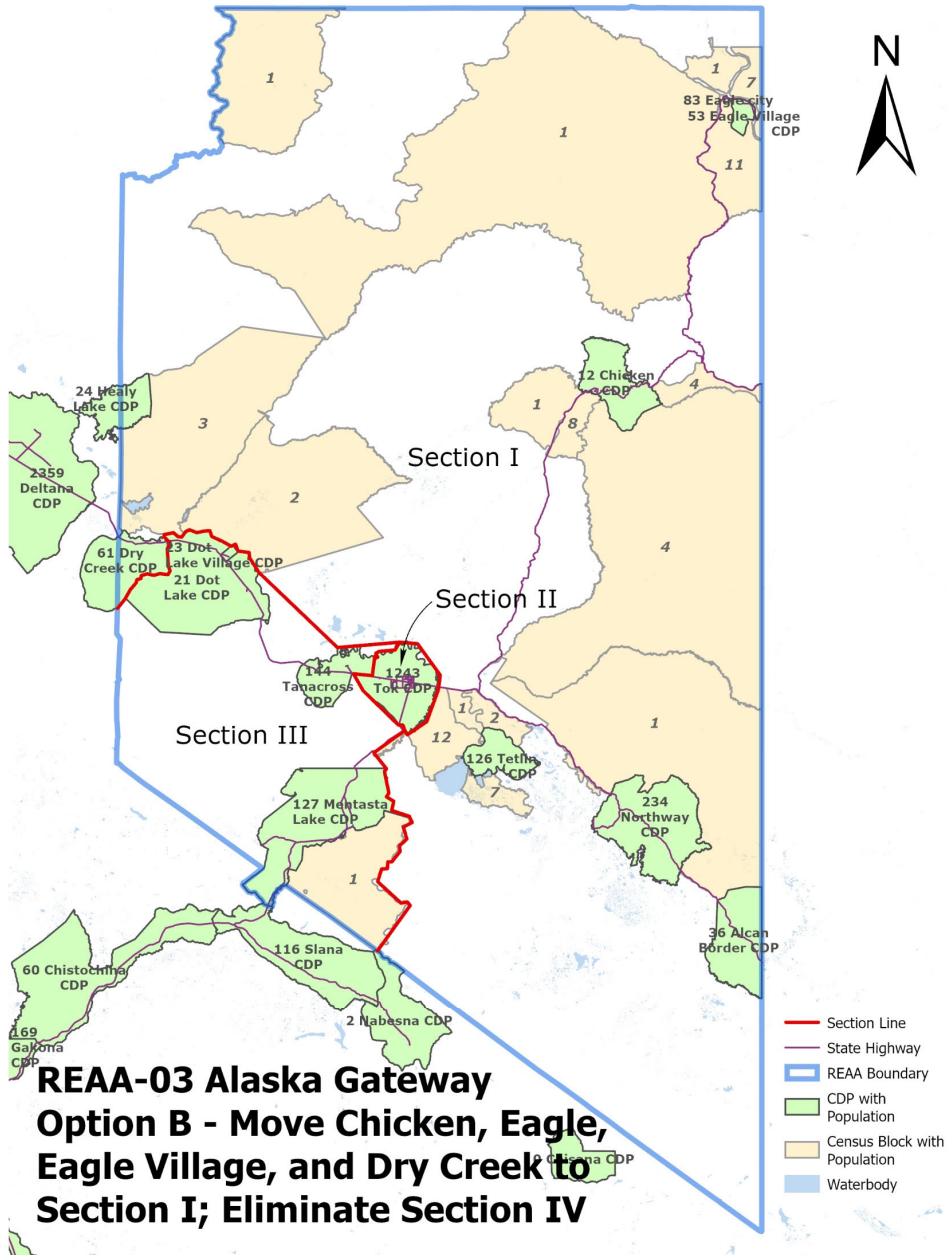 N
1
1
7
83 Eagle city
53 Eagle Village
CDP
1
11
24 Healy
Lake CDP
12 Chicken
CDP
4
1
8
3
Section I
2359
Deltana
CDP
2
4
61 Dry
Creek CDP
23 Dot
Lake Village CDP
21 Dot
Lake CDP
Section II
144
Tanacross
CDP
1243
Tok CDP
1
2
12
1
Section III
126 Tetlin
CDP
7
127 Mentasta
Lake CDP
234
Northway
CDP
1
36 Alcan
Border CDP
116 Slana
CDP
60 Chistochina
CDP
2 Nabesna CDP
169
Gakona
CDP
Section Line
State Highway
REAA Boundary
CDP with
Population
Census Block with
Population
Waterbody
REAA-03 Alaska Gateway
Option B - Move Chicken, Eagle,
Eagle Village, and Dry Creek to
Section I; Eliminate Section IV
CDP